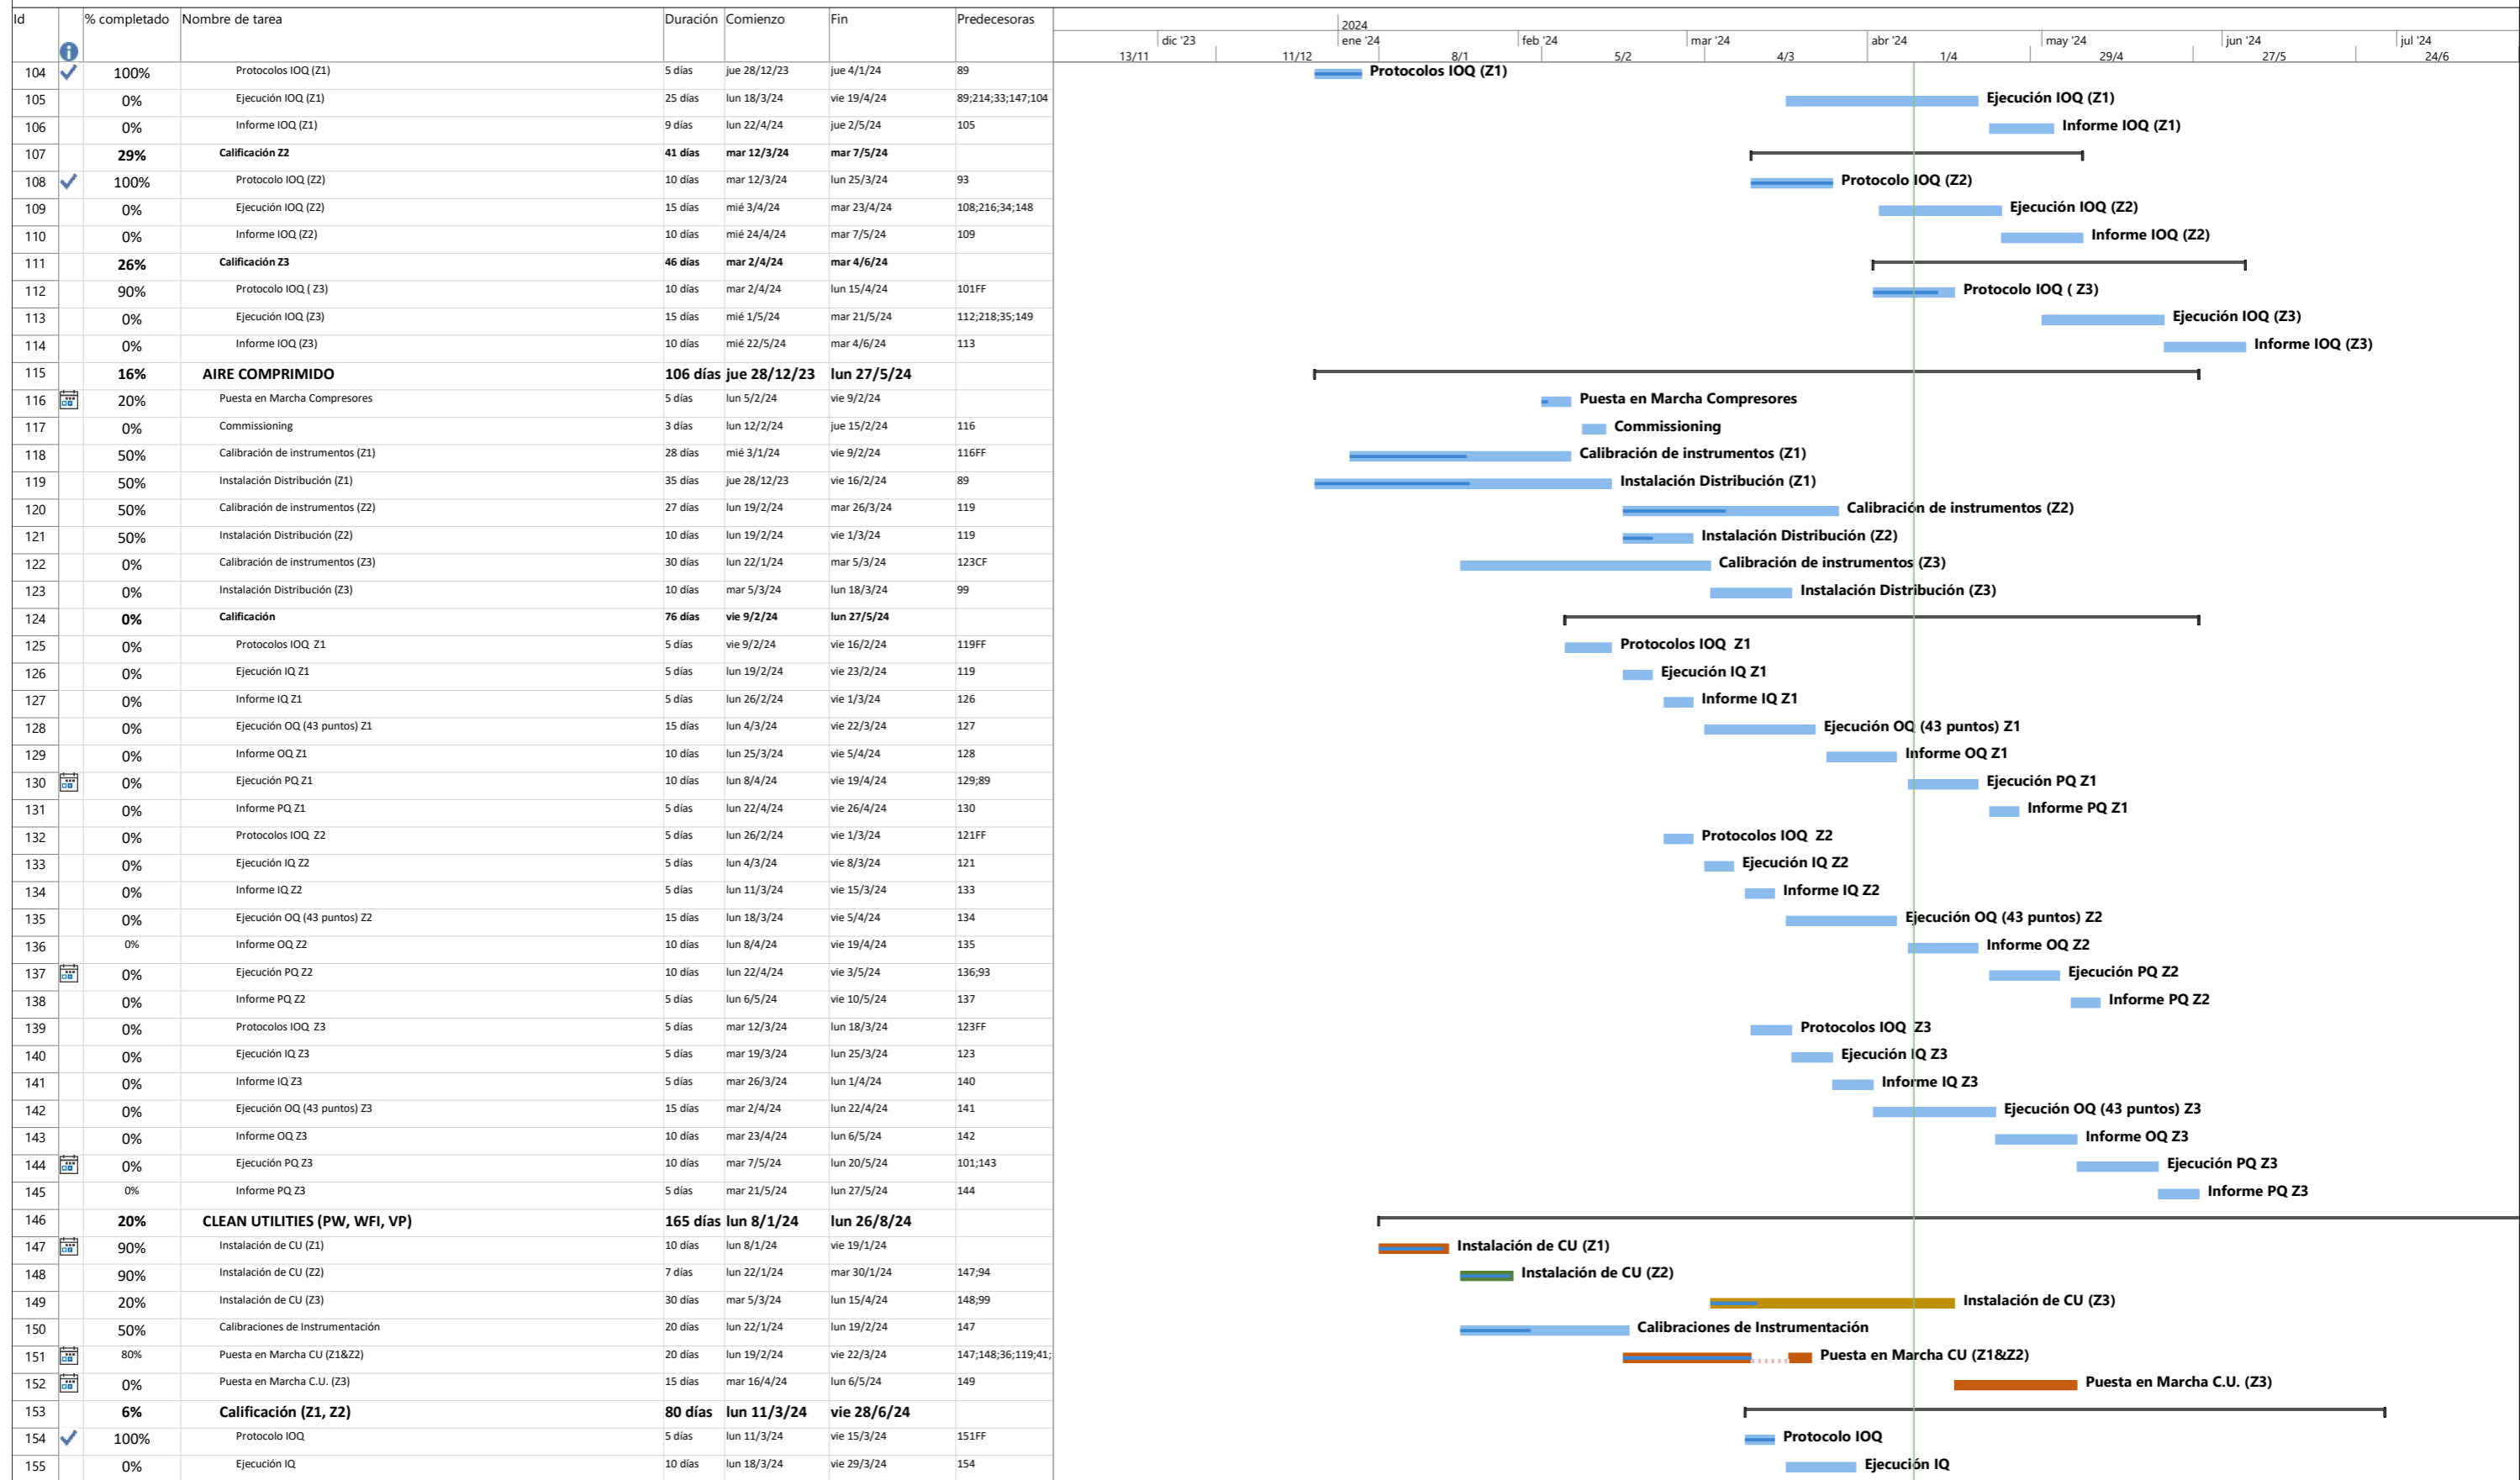 Id % completado Nombre de tarea Duración Comienzo Fin Predecesoras
2024
dic '23 ene '24 feb '24 mar '24 abr '24 may '24 jun '24 jul '24
13/11 11/12 8/1 5/2 4/3 1/4 29/4 27/5 24/6
104 100% Protocolos IOQ (Z1) 5 días jue 28/12/23 jue 4/1/24 89 Protocolos IOQ (Z1)
105 0% Ejecución IOQ (Z1) 25 días lun 18/3/24 vie 19/4/24 89;214;33;147;104 Ejecución IOQ (Z1)
106 0% Informe IOQ (Z1) 9 días lun 22/4/24 jue 2/5/24 105 Informe IOQ (Z1)
107 29% Calificación Z2 41 días mar 12/3/24 mar 7/5/24
108 100% Protocolo IOQ (Z2) 10 días mar 12/3/24 lun 25/3/24 93 Protocolo IOQ (Z2)
109 0% Ejecución IOQ (Z2) 15 días mié 3/4/24 mar 23/4/24 108;216;34;148 Ejecución IOQ (Z2)
110 0% Informe IOQ (Z2) 10 días mié 24/4/24 mar 7/5/24 109 Informe IOQ (Z2)
111 26% Calificación Z3 46 días mar 2/4/24 mar 4/6/24
112 90% Protocolo IOQ ( Z3) 10 días mar 2/4/24 lun 15/4/24 101FF Protocolo IOQ ( Z3)
113 0% Ejecución IOQ (Z3) 15 días mié 1/5/24 mar 21/5/24 112;218;35;149 Ejecución IOQ (Z3)
114 0% Informe IOQ (Z3) 10 días mié 22/5/24 mar 4/6/24 113 Informe IOQ (Z3)
115 16% AIRE COMPRIMIDO 106 días jue 28/12/23 lun 27/5/24
116 20% Puesta en Marcha Compresores 5 días lun 5/2/24 vie 9/2/24 Puesta en Marcha Compresores
117 0% Commissioning 3 días lun 12/2/24 jue 15/2/24 116 Commissioning
118 50% Calibración de instrumentos (Z1) 28 días mié 3/1/24 vie 9/2/24 116FF Calibración de instrumentos (Z1)
119 50% Instalación Distribución (Z1) 35 días jue 28/12/23 vie 16/2/24 89 Instalación Distribución (Z1)
120 50% Calibración de instrumentos (Z2) 27 días lun 19/2/24 mar 26/3/24 119 Calibración de instrumentos (Z2)
121 50% Instalación Distribución (Z2) 10 días lun 19/2/24 vie 1/3/24 119 Instalación Distribución (Z2)
122 0% Calibración de instrumentos (Z3) 30 días lun 22/1/24 mar 5/3/24 123CF Calibración de instrumentos (Z3)
123 0% Instalación Distribución (Z3) 10 días mar 5/3/24 lun 18/3/24 99 Instalación Distribución (Z3)
124 0% Calificación 76 días vie 9/2/24 lun 27/5/24
125 0% Protocolos IOQ Z1 5 días vie 9/2/24 vie 16/2/24 119FF Protocolos IOQ Z1
126 0% Ejecución IQ Z1 5 días lun 19/2/24 vie 23/2/24 119 Ejecución IQ Z1
127 0% Informe IQ Z1 5 días lun 26/2/24 vie 1/3/24 126 Informe IQ Z1
128 0% Ejecución OQ (43 puntos) Z1 15 días lun 4/3/24 vie 22/3/24 127 Ejecución OQ (43 puntos) Z1
129 0% Informe OQ Z1 10 días lun 25/3/24 vie 5/4/24 128 Informe OQ Z1
130 0% Ejecución PQ Z1 10 días lun 8/4/24 vie 19/4/24 129;89 Ejecución PQ Z1
131 0% Informe PQ Z1 5 días lun 22/4/24 vie 26/4/24 130 Informe PQ Z1
132 0% Protocolos IOQ Z2 5 días lun 26/2/24 vie 1/3/24 121FF Protocolos IOQ Z2
133 0% Ejecución IQ Z2 5 días lun 4/3/24 vie 8/3/24 121 Ejecución IQ Z2
134 0% Informe IQ Z2 5 días lun 11/3/24 vie 15/3/24 133 Informe IQ Z2
135 0% Ejecución OQ (43 puntos) Z2 15 días lun 18/3/24 vie 5/4/24 134 Ejecución OQ (43 puntos) Z2
136 0% Informe OQ Z2 10 días lun 8/4/24 vie 19/4/24 135 Informe OQ Z2
137 0% Ejecución PQ Z2 10 días lun 22/4/24 vie 3/5/24 136;93 Ejecución PQ Z2
138 0% Informe PQ Z2 5 días lun 6/5/24 vie 10/5/24 137 Informe PQ Z2
139 0% Protocolos IOQ Z3 5 días mar 12/3/24 lun 18/3/24 123FF Protocolos IOQ Z3
140 0% Ejecución IQ Z3 5 días mar 19/3/24 lun 25/3/24 123 Ejecución IQ Z3
141 0% Informe IQ Z3 5 días mar 26/3/24 lun 1/4/24 140 Informe IQ Z3
142 0% Ejecución OQ (43 puntos) Z3 15 días mar 2/4/24 lun 22/4/24 141 Ejecución OQ (43 puntos) Z3
143 0% Informe OQ Z3 10 días mar 23/4/24 lun 6/5/24 142 Informe OQ Z3
144 0% Ejecución PQ Z3 10 días mar 7/5/24 lun 20/5/24 101;143 Ejecución PQ Z3
145 0% Informe PQ Z3 5 días mar 21/5/24 lun 27/5/24 144 Informe PQ Z3
146 20% CLEAN UTILITIES (PW, WFI, VP) 165 días lun 8/1/24 lun 26/8/24
147 90% Instalación de CU (Z1) 10 días lun 8/1/24 vie 19/1/24 Instalación de CU (Z1)
148 90% Instalación de CU (Z2) 7 días lun 22/1/24 mar 30/1/24 147;94 Instalación de CU (Z2)
149 20% Instalación de CU (Z3) 30 días mar 5/3/24 lun 15/4/24 148;99 Instalación de CU (Z3)
150 50% Calibraciones de Instrumentación 20 días lun 22/1/24 lun 19/2/24 147 Calibraciones de Instrumentación
151 80% Puesta en Marcha CU (Z1&Z2) 20 días lun 19/2/24 vie 22/3/24 147;148;36;119;41; Puesta en Marcha CU (Z1&Z2)
152 0% Puesta en Marcha C.U. (Z3) 15 días mar 16/4/24 lun 6/5/24 149 Puesta en Marcha C.U. (Z3)
153 6% Calificación (Z1, Z2) 80 días lun 11/3/24 vie 28/6/24
154 100% Protocolo IOQ 5 días lun 11/3/24 vie 15/3/24 151FF Protocolo IOQ
155 0% Ejecución IQ 10 días lun 18/3/24 vie 29/3/24 154 Ejecución IQ